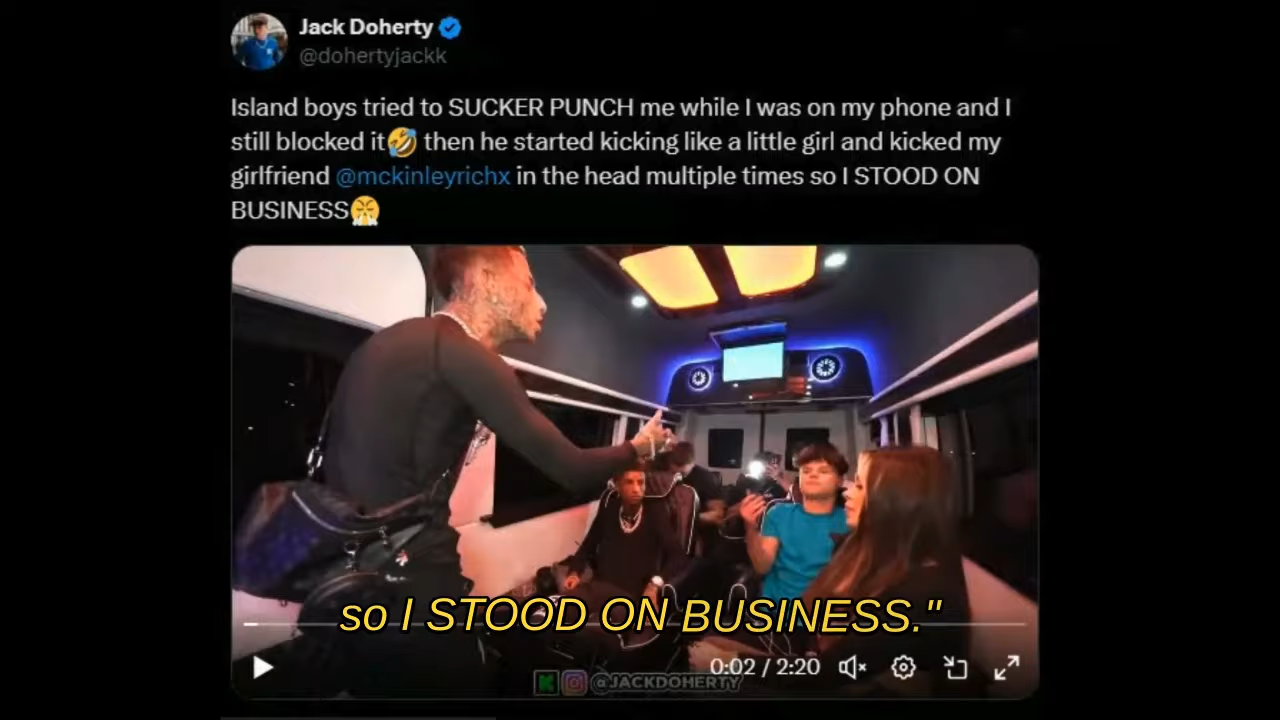 Jack Doherty
@dohertyjackk
Island boys tried to SUCKER PUNCH me while I was on my phone and I
still blocked it🤣 then he started kicking like a little girl and kicked my
girlfriend @mckinleyrichx in the head multiple times so I STOOD ON
BUSINESS😤
so I STOOD ON BUSINESS."
0:02 / 2:20
K @JACKDOHERTY